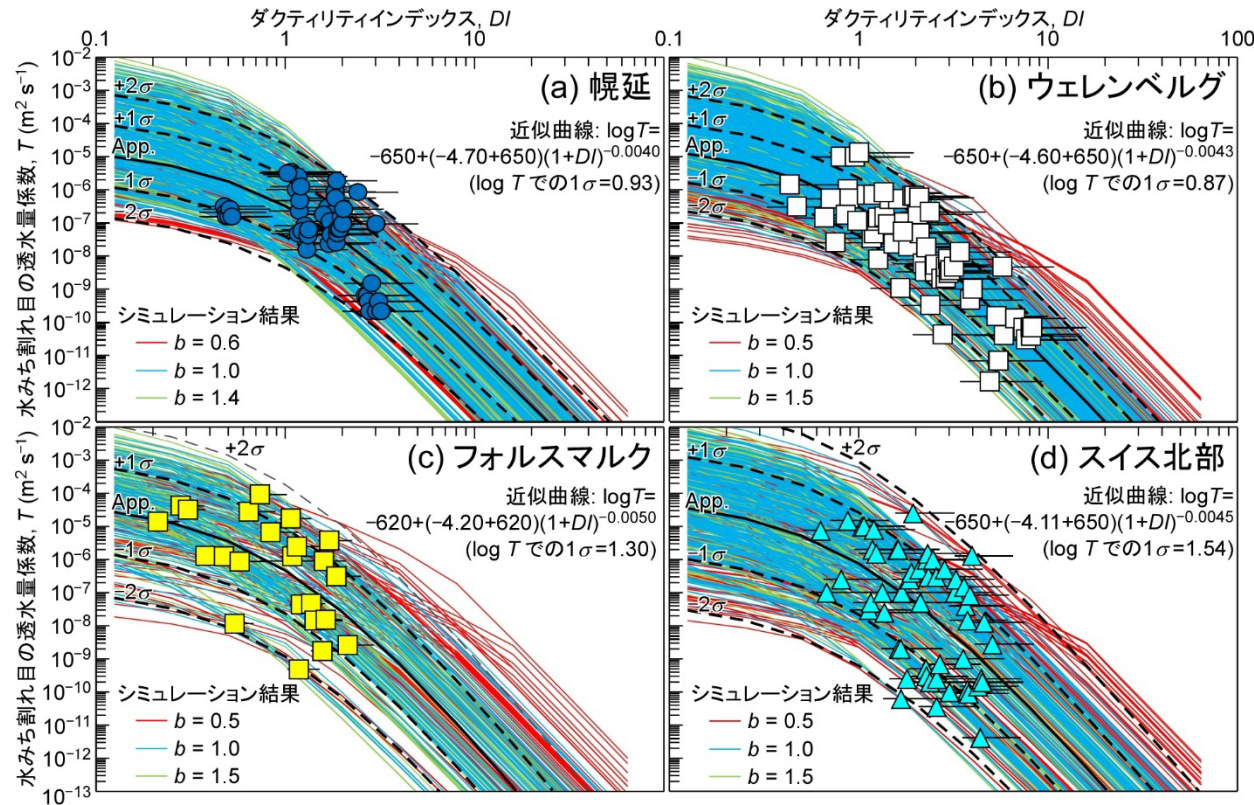 ダクティリティインデックス, DI
ダクティリティインデックス, DI
0.1 1 10 1 10 100
水みち割れ目の透水量係数, T (m² s⁻¹)
10⁻²
10⁻³
10⁻⁴
10⁻⁵
10⁻⁶
10⁻⁷
10⁻⁸
10⁻⁹
10⁻¹⁰
10⁻¹¹
10⁻¹²
+2σ
+1σ
App.
−1σ
−2σ
(a) 幌延
近似曲線: logT=
−650+(−4.70+650)(1+DI)⁻⁰·⁰⁰⁴⁰
(log T での1σ=0.93)
シミュレーション結果
b = 0.6
b = 1.0
b = 1.4
+2σ
+1σ
App.
−1σ
−2σ
(b) ウェレンベルグ
近似曲線: logT=
−650+(−4.60+650)(1+DI)⁻⁰·⁰⁰⁴³
(log T での1σ=0.87)
シミュレーション結果
b = 0.5
b = 1.0
b = 1.5
水みち割れ目の透水量係数, T (m² s⁻¹)
10⁻²
10⁻³
10⁻⁴
10⁻⁵
10⁻⁶
10⁻⁷
10⁻⁸
10⁻⁹
10⁻¹⁰
10⁻¹¹
10⁻¹²
10⁻¹³
+2σ
+1σ
App.
−1σ
−2σ
(c) フォルスマルク
近似曲線: logT=
−620+(−4.20+620)(1+DI)⁻⁰·⁰⁰⁵⁰
(log T での1σ=1.30)
シミュレーション結果
b = 0.5
b = 1.0
b = 1.5
+2σ
+1σ
App.
−1σ
−2σ
(d) スイス北部
近似曲線: logT=
−650+(−4.11+650)(1+DI)⁻⁰·⁰⁰⁴⁵
(log T での1σ=1.54)
シミュレーション結果
b = 0.5
b = 1.0
b = 1.5